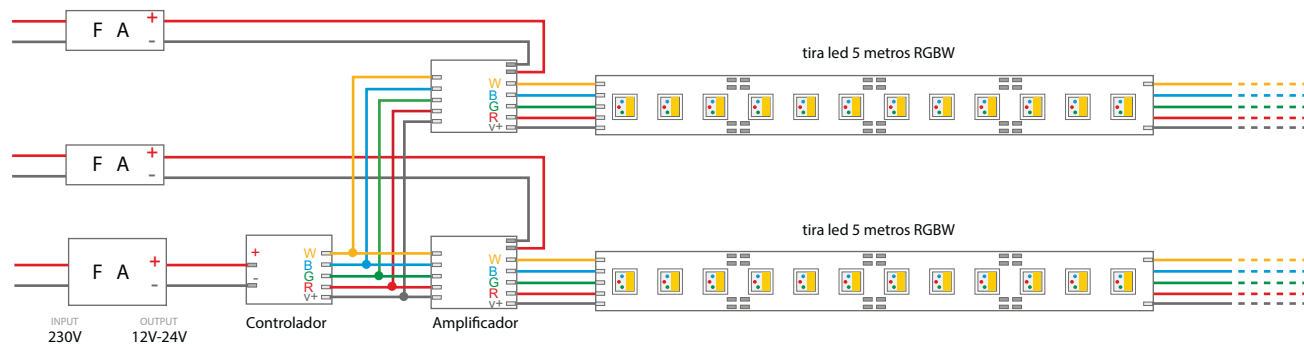 F A
+
-
tira led 5 metros RGBW
W
B
G
R
V+
F A
+
-
tira led 5 metros RGBW
F A
+
-
+
-
W
B
G
R
V+
W
B
G
R
V+
INPUT
230V
OUTPUT
12V-24V
Controlador
Amplificador